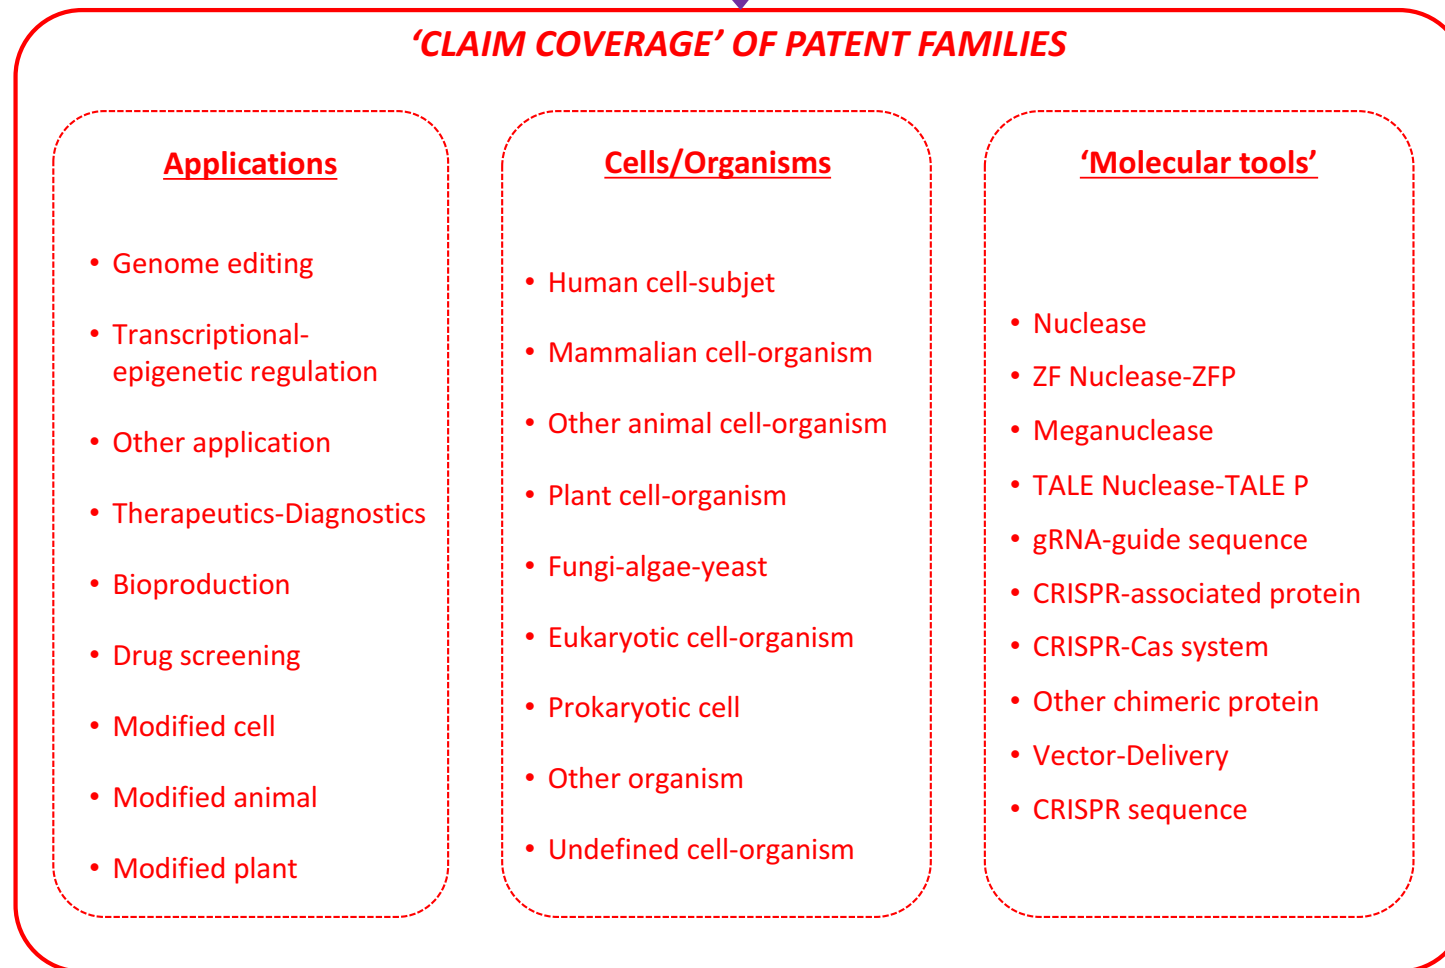 ‘CLAIM COVERAGE’ OF PATENT FAMILIES
Applications
• Genome editing
• Transcriptional-
epigenetic regulation
• Other application
• Therapeutics-Diagnostics
• Bioproduction
• Drug screening
• Modified cell
• Modified animal
• Modified plant
Cells/Organisms
• Human cell-subjet
• Mammalian cell-organism
• Other animal cell-organism
• Plant cell-organism
• Fungi-algae-yeast
• Eukaryotic cell-organism
• Prokaryotic cell
• Other organism
• Undefined cell-organism
‘Molecular tools’
• Nuclease
• ZF Nuclease-ZFP
• Meganuclease
• TALE Nuclease-TALE P
• gRNA-guide sequence
• CRISPR-associated protein
• CRISPR-Cas system
• Other chimeric protein
• Vector-Delivery
• CRISPR sequence